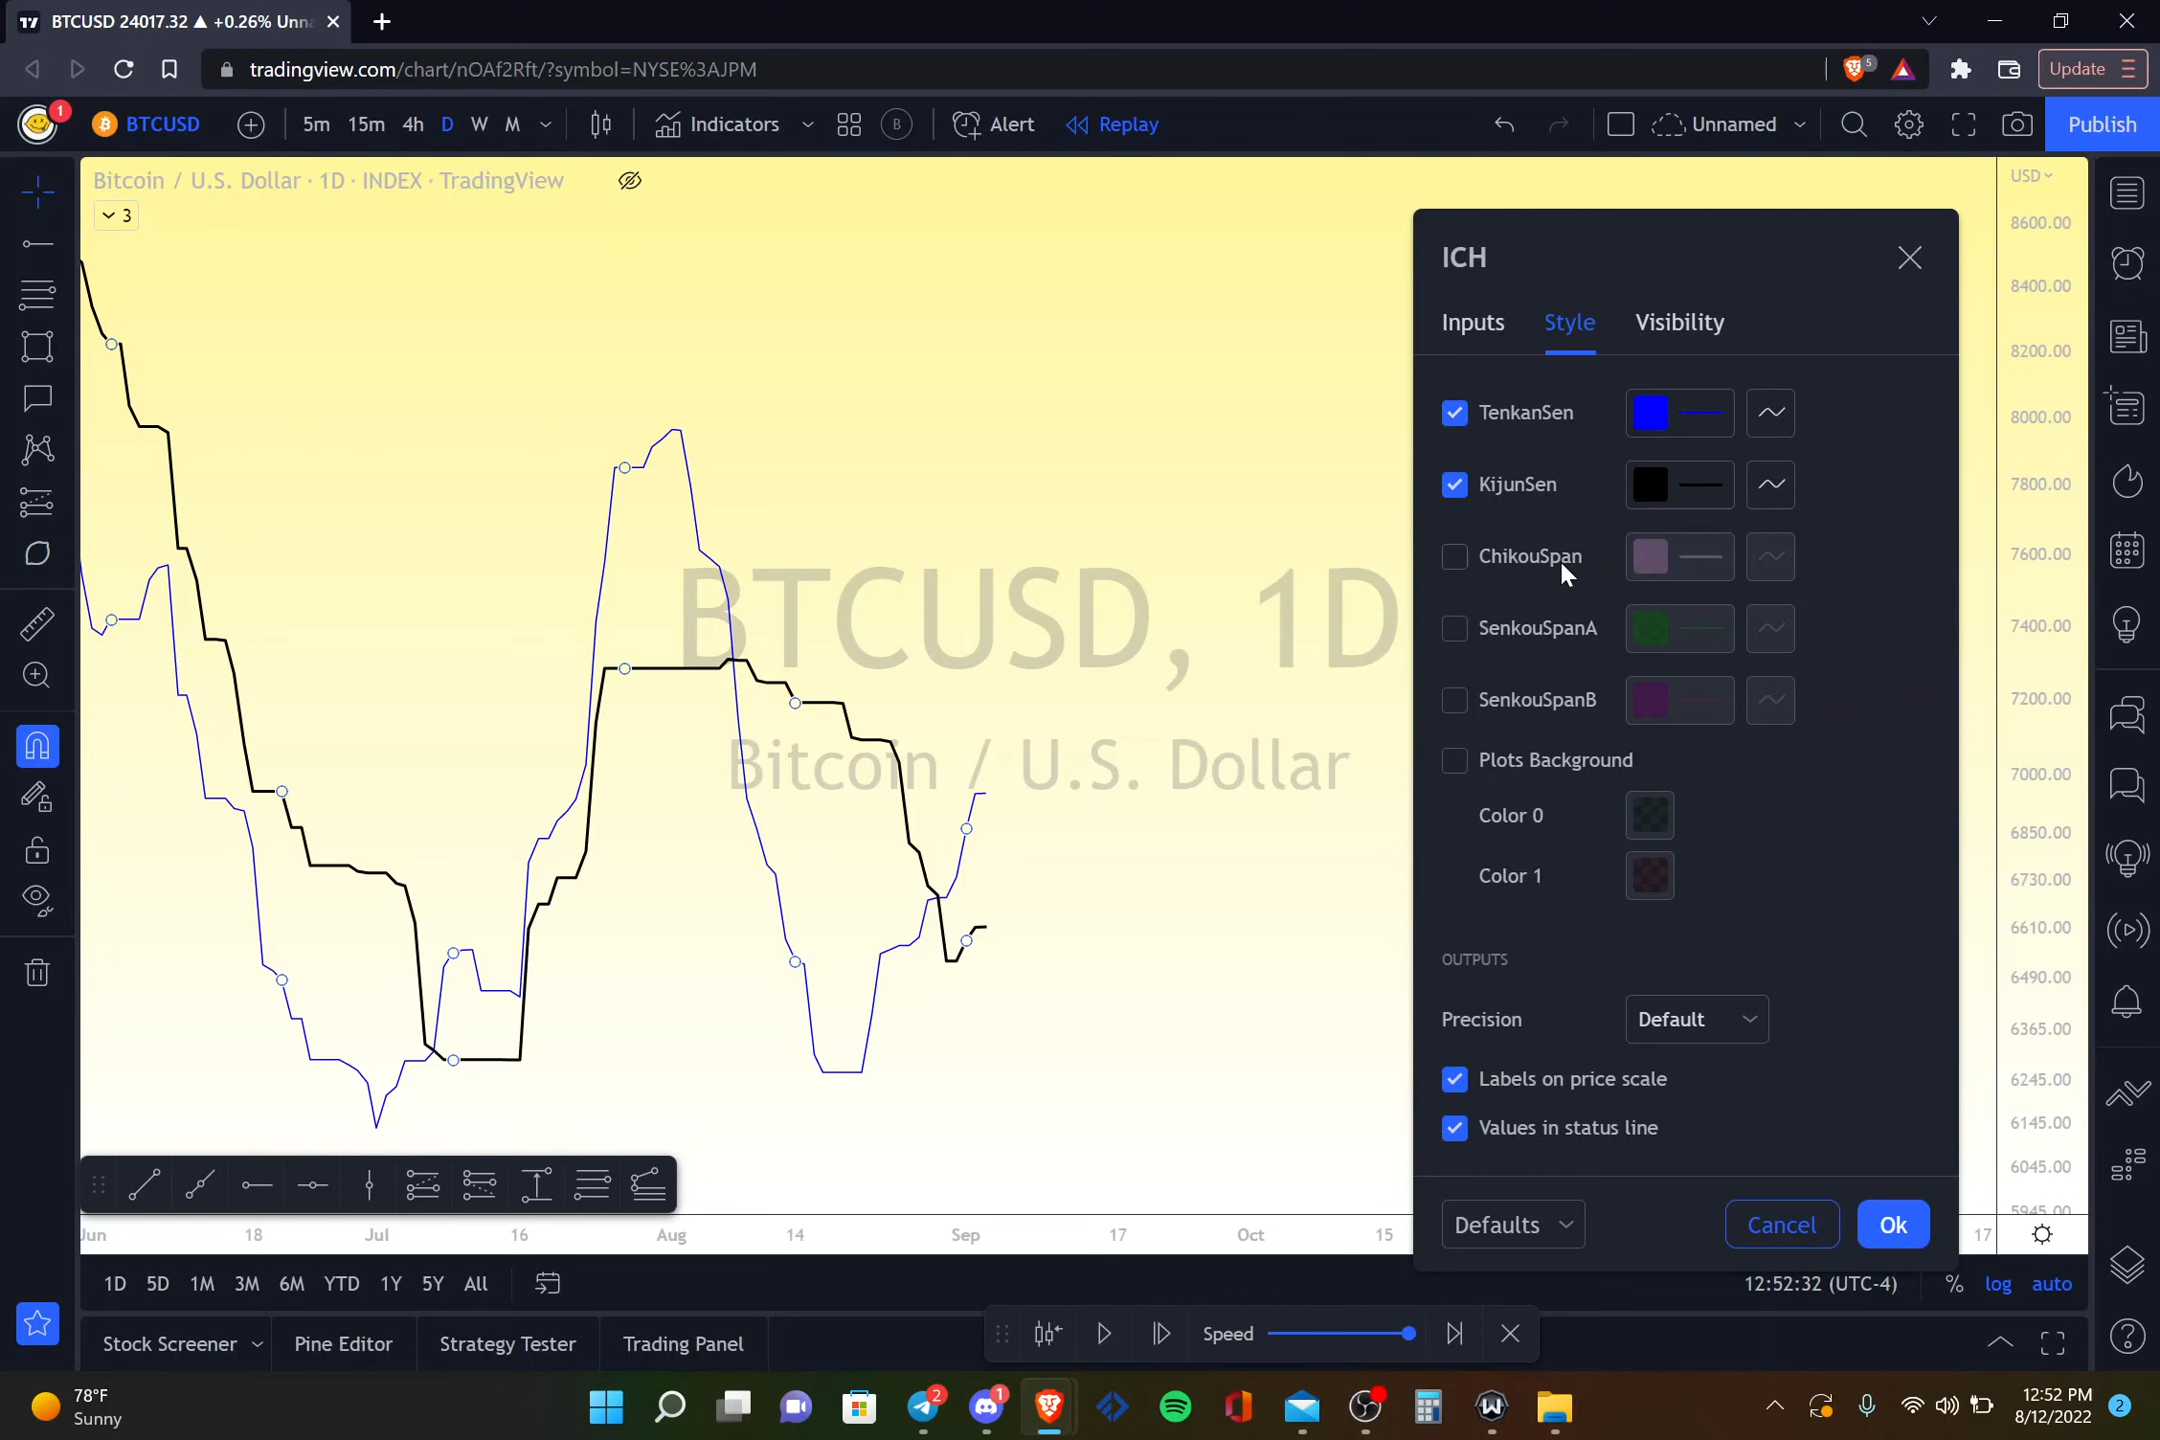 BTCUSD 24017.32 ▲ +0.26% Unna
tradingview.com/chart/nOAf2Rft/?symbol=NYSE%3AJPM
5
Update
1
BTCUSD
5m 15m 4h D W M
Indicators
B
Alert
Replay
Unnamed
Publish
Bitcoin / U.S. Dollar · 1D · INDEX · TradingView
3
USD
8600.00
8400.00
8200.00
8000.00
7800.00
7600.00
7400.00
7200.00
7000.00
6850.00
6730.00
6610.00
6490.00
6365.00
6245.00
6145.00
6045.00
5945.00
BTCUSD, 1D
Bitcoin / U.S. Dollar
ICH
Inputs Style Visibility
TenkanSen
KijunSen
ChikouSpan
SenkouSpanA
SenkouSpanB
Plots Background
Color 0
Color 1
OUTPUTS
Precision Default
Labels on price scale
Values in status line
Defaults Cancel Ok
Jun 18 Jul 16 Aug 14 Sep 17 Oct 15 17
1D 5D 1M 3M 6M YTD 1Y 5Y All
12:52:32 (UTC-4) % log auto
Stock Screener Pine Editor Strategy Tester Trading Panel
Speed
78°F
Sunny
2
1
12:52 PM
8/12/2022
2